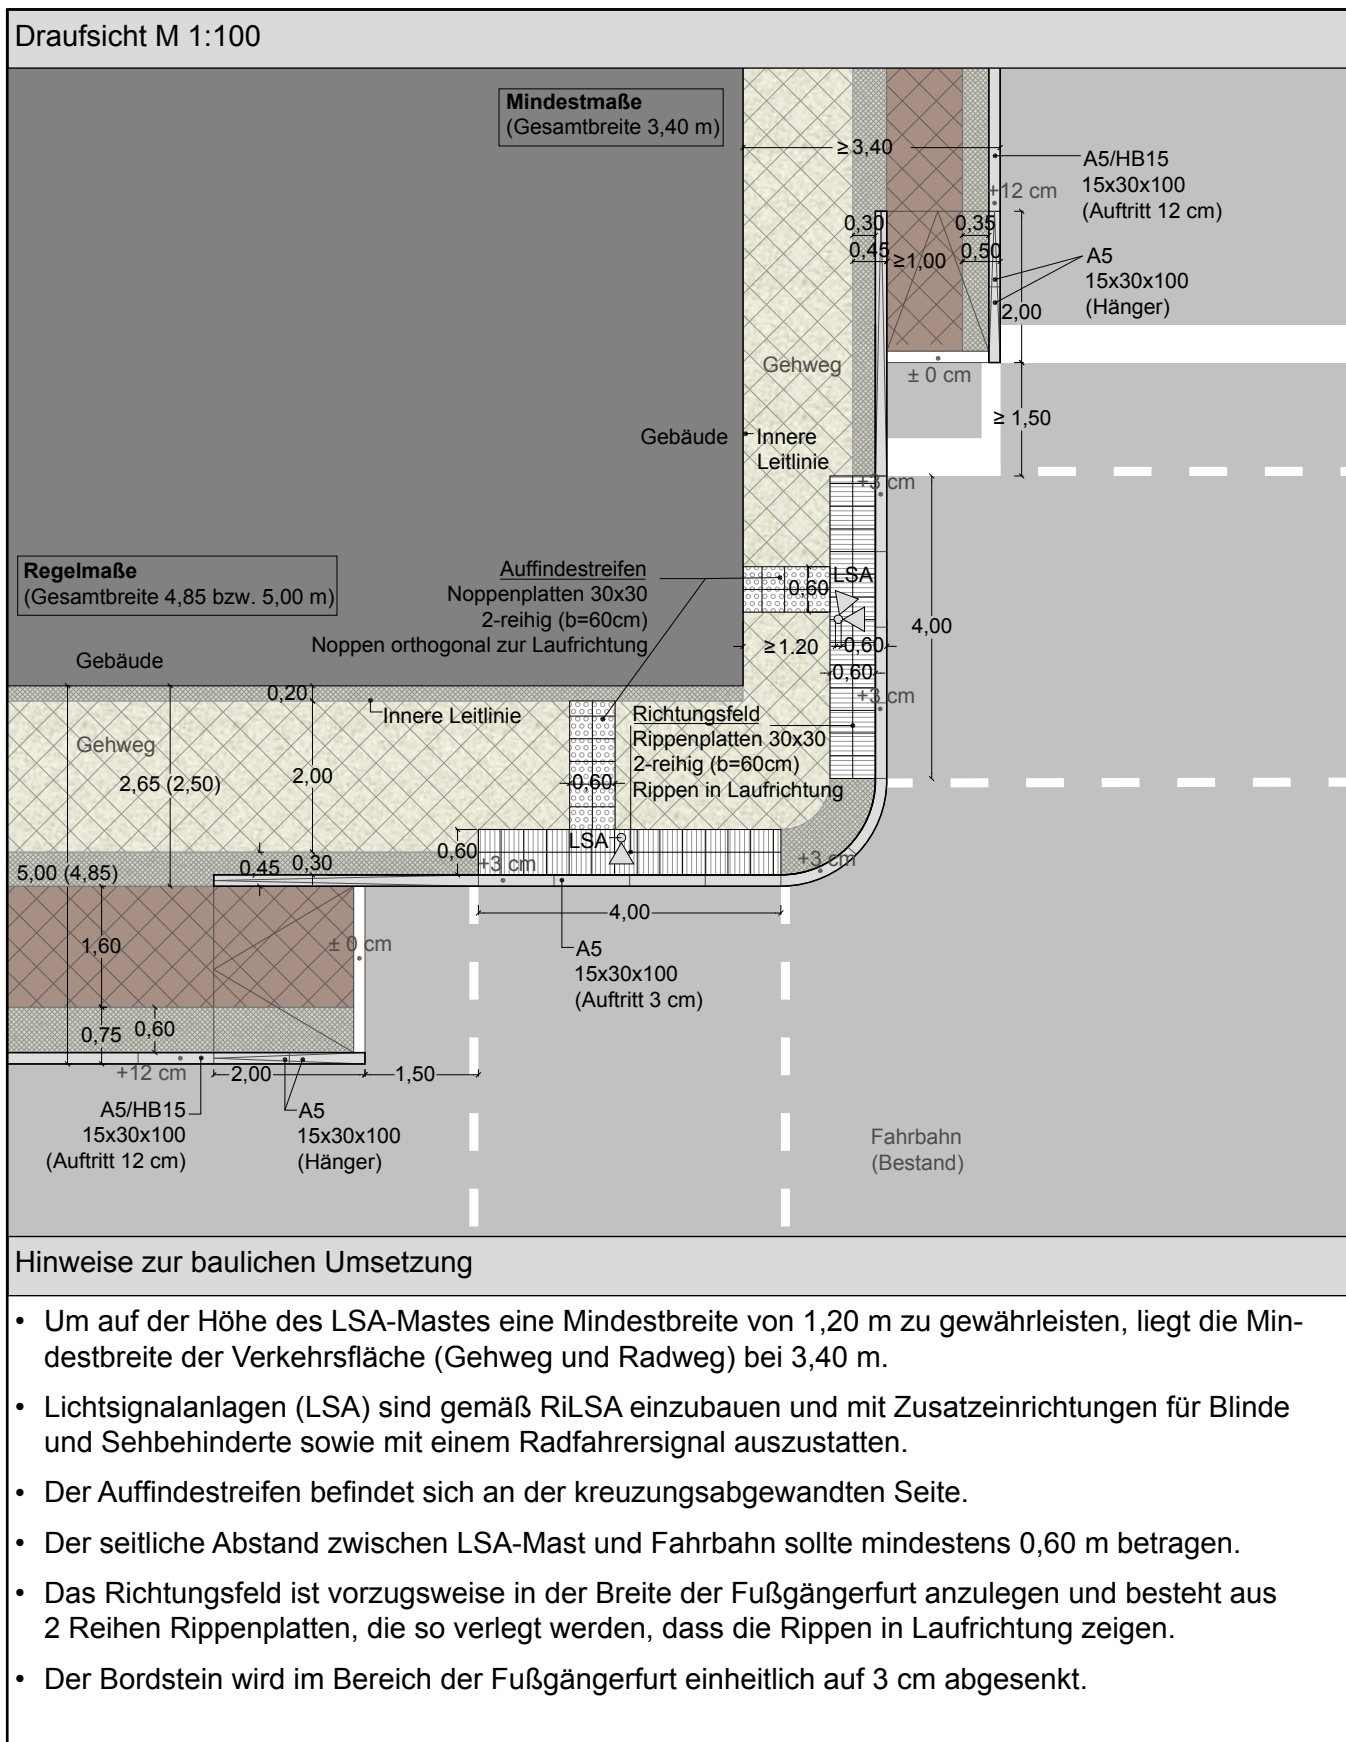 Draufsicht M 1:100
Mindestmaße
(Gesamtbreite 3,40 m)
≥ 3,40
A5/HB15
15x30x100
(Auftritt 12 cm)
+12 cm
0,30
0,35
0,45
≥1,00
0,50
A5
15x30x100
(Hänger)
2,00
Gehweg
± 0 cm
≥ 1,50
Gebäude
Innere
Leitlinie
+3 cm
Regelmaße
(Gesamtbreite 4,85 bzw. 5,00 m)
Auffindestreifen
Noppenplatten 30x30
2-reihig (b=60cm)
Noppen orthogonal zur Laufrichtung
0,60
LSA
4,00
≥ 1.20
0,60
0,60
+3 cm
Gebäude
0,20
Innere Leitlinie
Richtungsfeld
Rippenplatten 30x30
2-reihig (b=60cm)
Rippen in Laufrichtung
Gehweg
2,65 (2,50)
2,00
0,60
LSA
0,60
+3 cm
+3 cm
5,00 (4,85)
0,45
0,30
4,00
1,60
± 0 cm
A5
15x30x100
(Auftritt 3 cm)
0,75
0,60
+12 cm
2,00
1,50
A5/HB15
15x30x100
(Auftritt 12 cm)
A5
15x30x100
(Hänger)
Fahrbahn
(Bestand)
Hinweise zur baulichen Umsetzung
• Um auf der Höhe des LSA-Mastes eine Mindestbreite von 1,20 m zu gewährleisten, liegt die Min-
destbreite der Verkehrsfläche (Gehweg und Radweg) bei 3,40 m.
• Lichtsignalanlagen (LSA) sind gemäß RiLSA einzubauen und mit Zusatzeinrichtungen für Blinde
und Sehbehinderte sowie mit einem Radfahrersignal auszustatten.
• Der Auffindestreifen befindet sich an der kreuzungsabgewandten Seite.
• Der seitliche Abstand zwischen LSA-Mast und Fahrbahn sollte mindestens 0,60 m betragen.
• Das Richtungsfeld ist vorzugsweise in der Breite der Fußgängerfurt anzulegen und besteht aus
2 Reihen Rippenplatten, die so verlegt werden, dass die Rippen in Laufrichtung zeigen.
• Der Bordstein wird im Bereich der Fußgängerfurt einheitlich auf 3 cm abgesenkt.